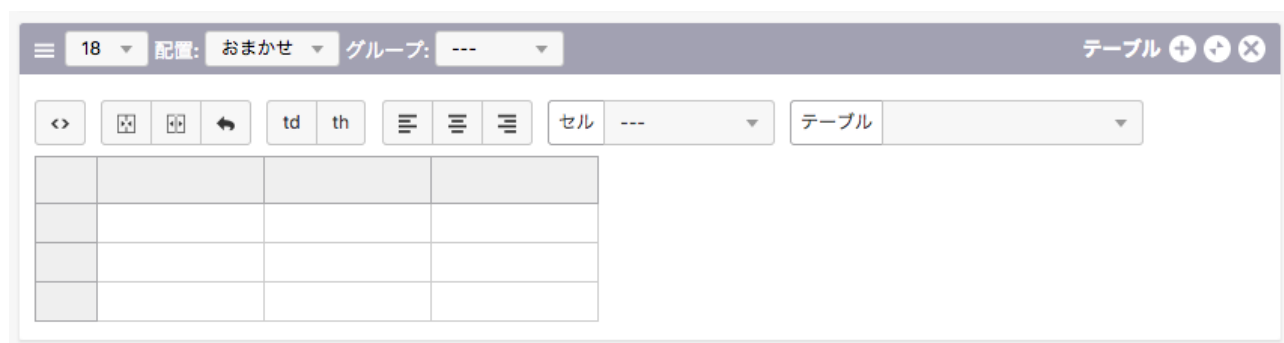 18 配置: おまかせ グループ: --- テーブル
<> td th セル --- テーブル